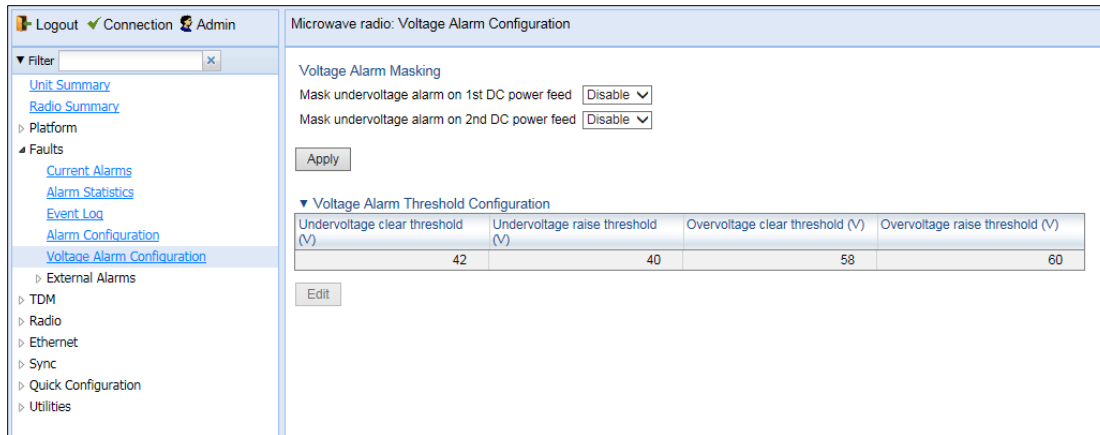 Logout Connection Admin
Filter
Unit Summary
Radio Summary
Platform
Faults
Current Alarms
Alarm Statistics
Event Log
Alarm Configuration
Voltage Alarm Configuration
External Alarms
TDM
Radio
Ethernet
Sync
Quick Configuration
Utilities
Microwave radio: Voltage Alarm Configuration
Voltage Alarm Masking
Mask undervoltage alarm on 1st DC power feed Disable
Mask undervoltage alarm on 2nd DC power feed Disable
Apply
Voltage Alarm Threshold Configuration
Undervoltage clear threshold (V) Undervoltage raise threshold (V) Overvoltage clear threshold (V) Overvoltage raise threshold (V)
42 40 58 60
Edit